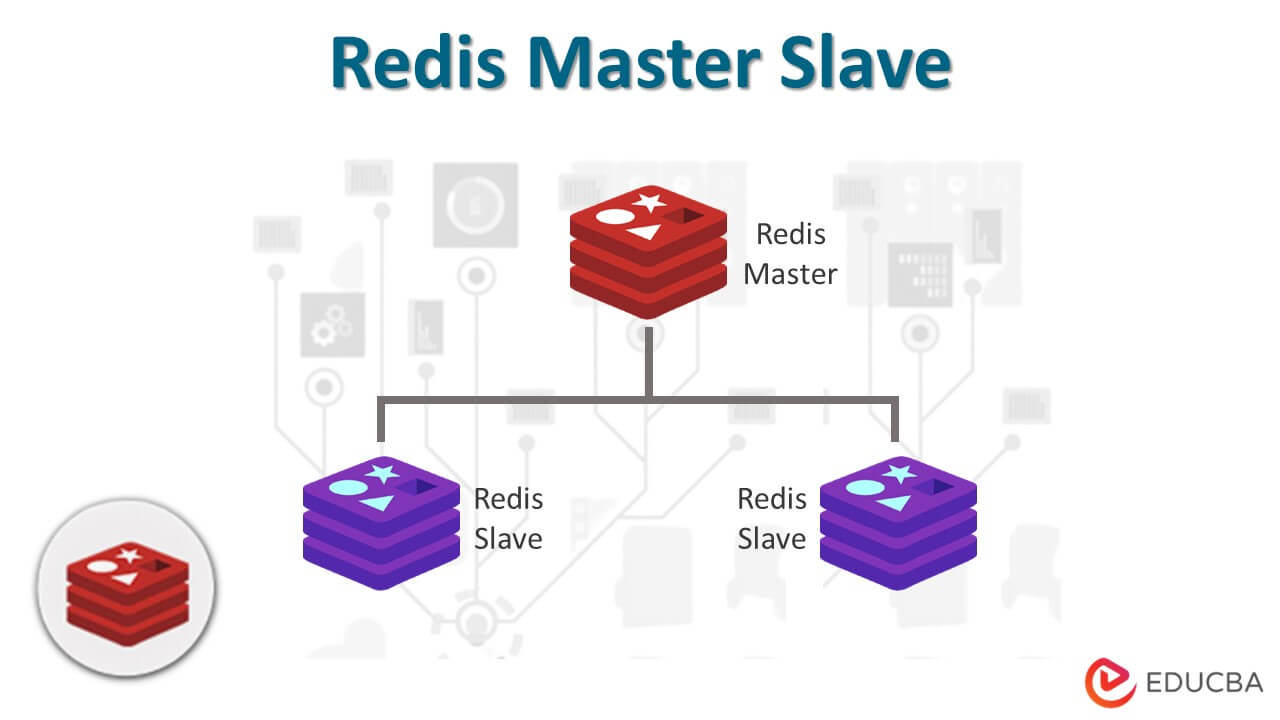 Redis Master Slave
Redis
Master
Redis
Slave
Redis
Slave
EDUCBA